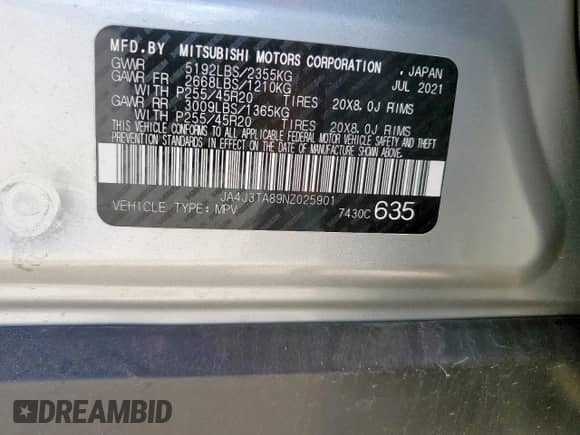 MFD.BY MITSUBISHI MOTORS CORPORATION , JAPAN
GVWR 5192LBS/2355KG JUL 2021
GAWR FR 2668LBS/1210KG
WITH P255/45R20 TIRES 20X8.0J RIMS
GAWR RR 3009LBS/1365KG
WITH P255/45R20 TIRES 20X8.0J RIMS
THIS VEHICLE CONFORMS TO ALL APPLICABLE FEDERAL MOTOR VEHICLE SAFETY AND THEFT
PREVENTION STANDARDS IN EFFECT ON THE DATE OF MANUFACTURE SHOWN ABOVE.
JA4J3TA89NZ025901
VEHICLE TYPE: MPV 7430C 635
DREAMBID